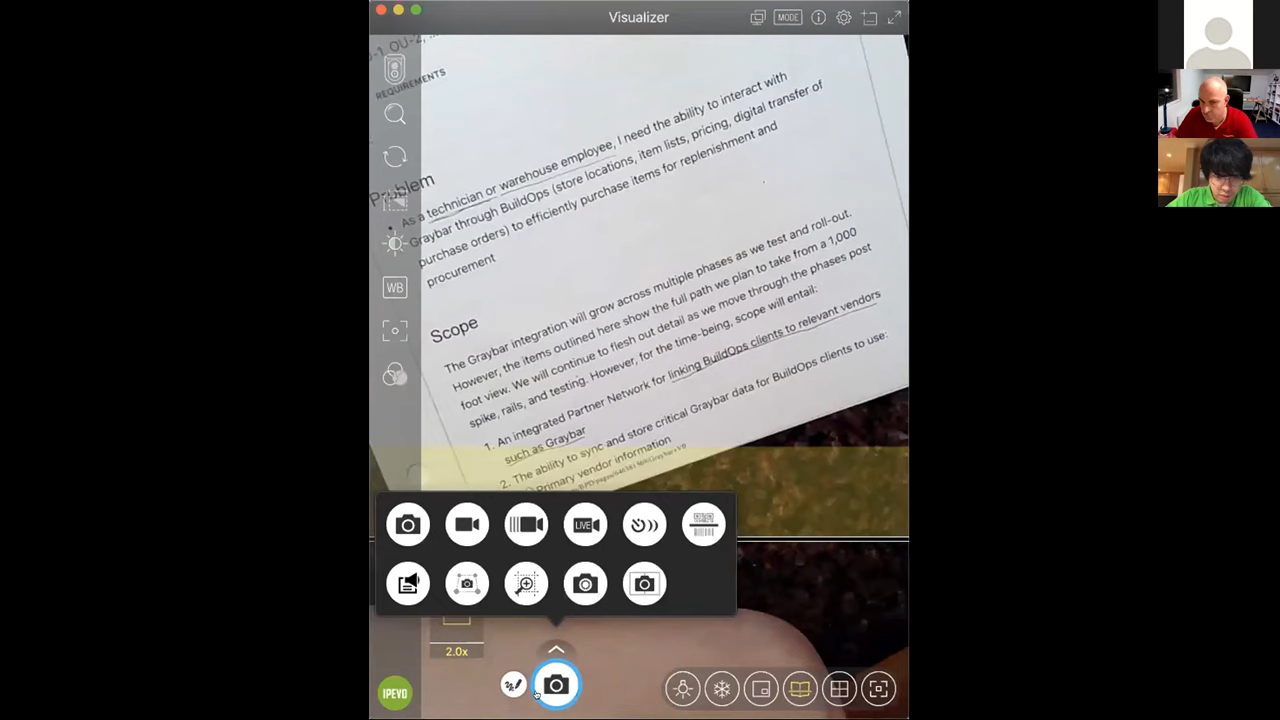 Visualizer
MODE
J-1, OU-2, ...
REQUIREMENTS
Problem
As a technician or warehouse employee, I need the ability to interact with
Graybar through BuildOps (store locations, item lists, pricing, digital transfer of
purchase orders) to efficiently purchase items for replenishment and
procurement
Scope
The Graybar integration will grow across multiple phases as we test and roll-out.
However, the items outlined here show the full path we plan to take from a 1,000
foot view. We will continue to flesh out detail as we move through the phases post
spike, rails, and testing. However, for the time-being, scope will entail:
1. An integrated Partner Network for linking BuildOps clients to relevant vendors
such as Graybar
2. The ability to sync and store critical Graybar data for BuildOps clients to use:
Primary vendor information
WB
LIVE
2.0x
IPEVO